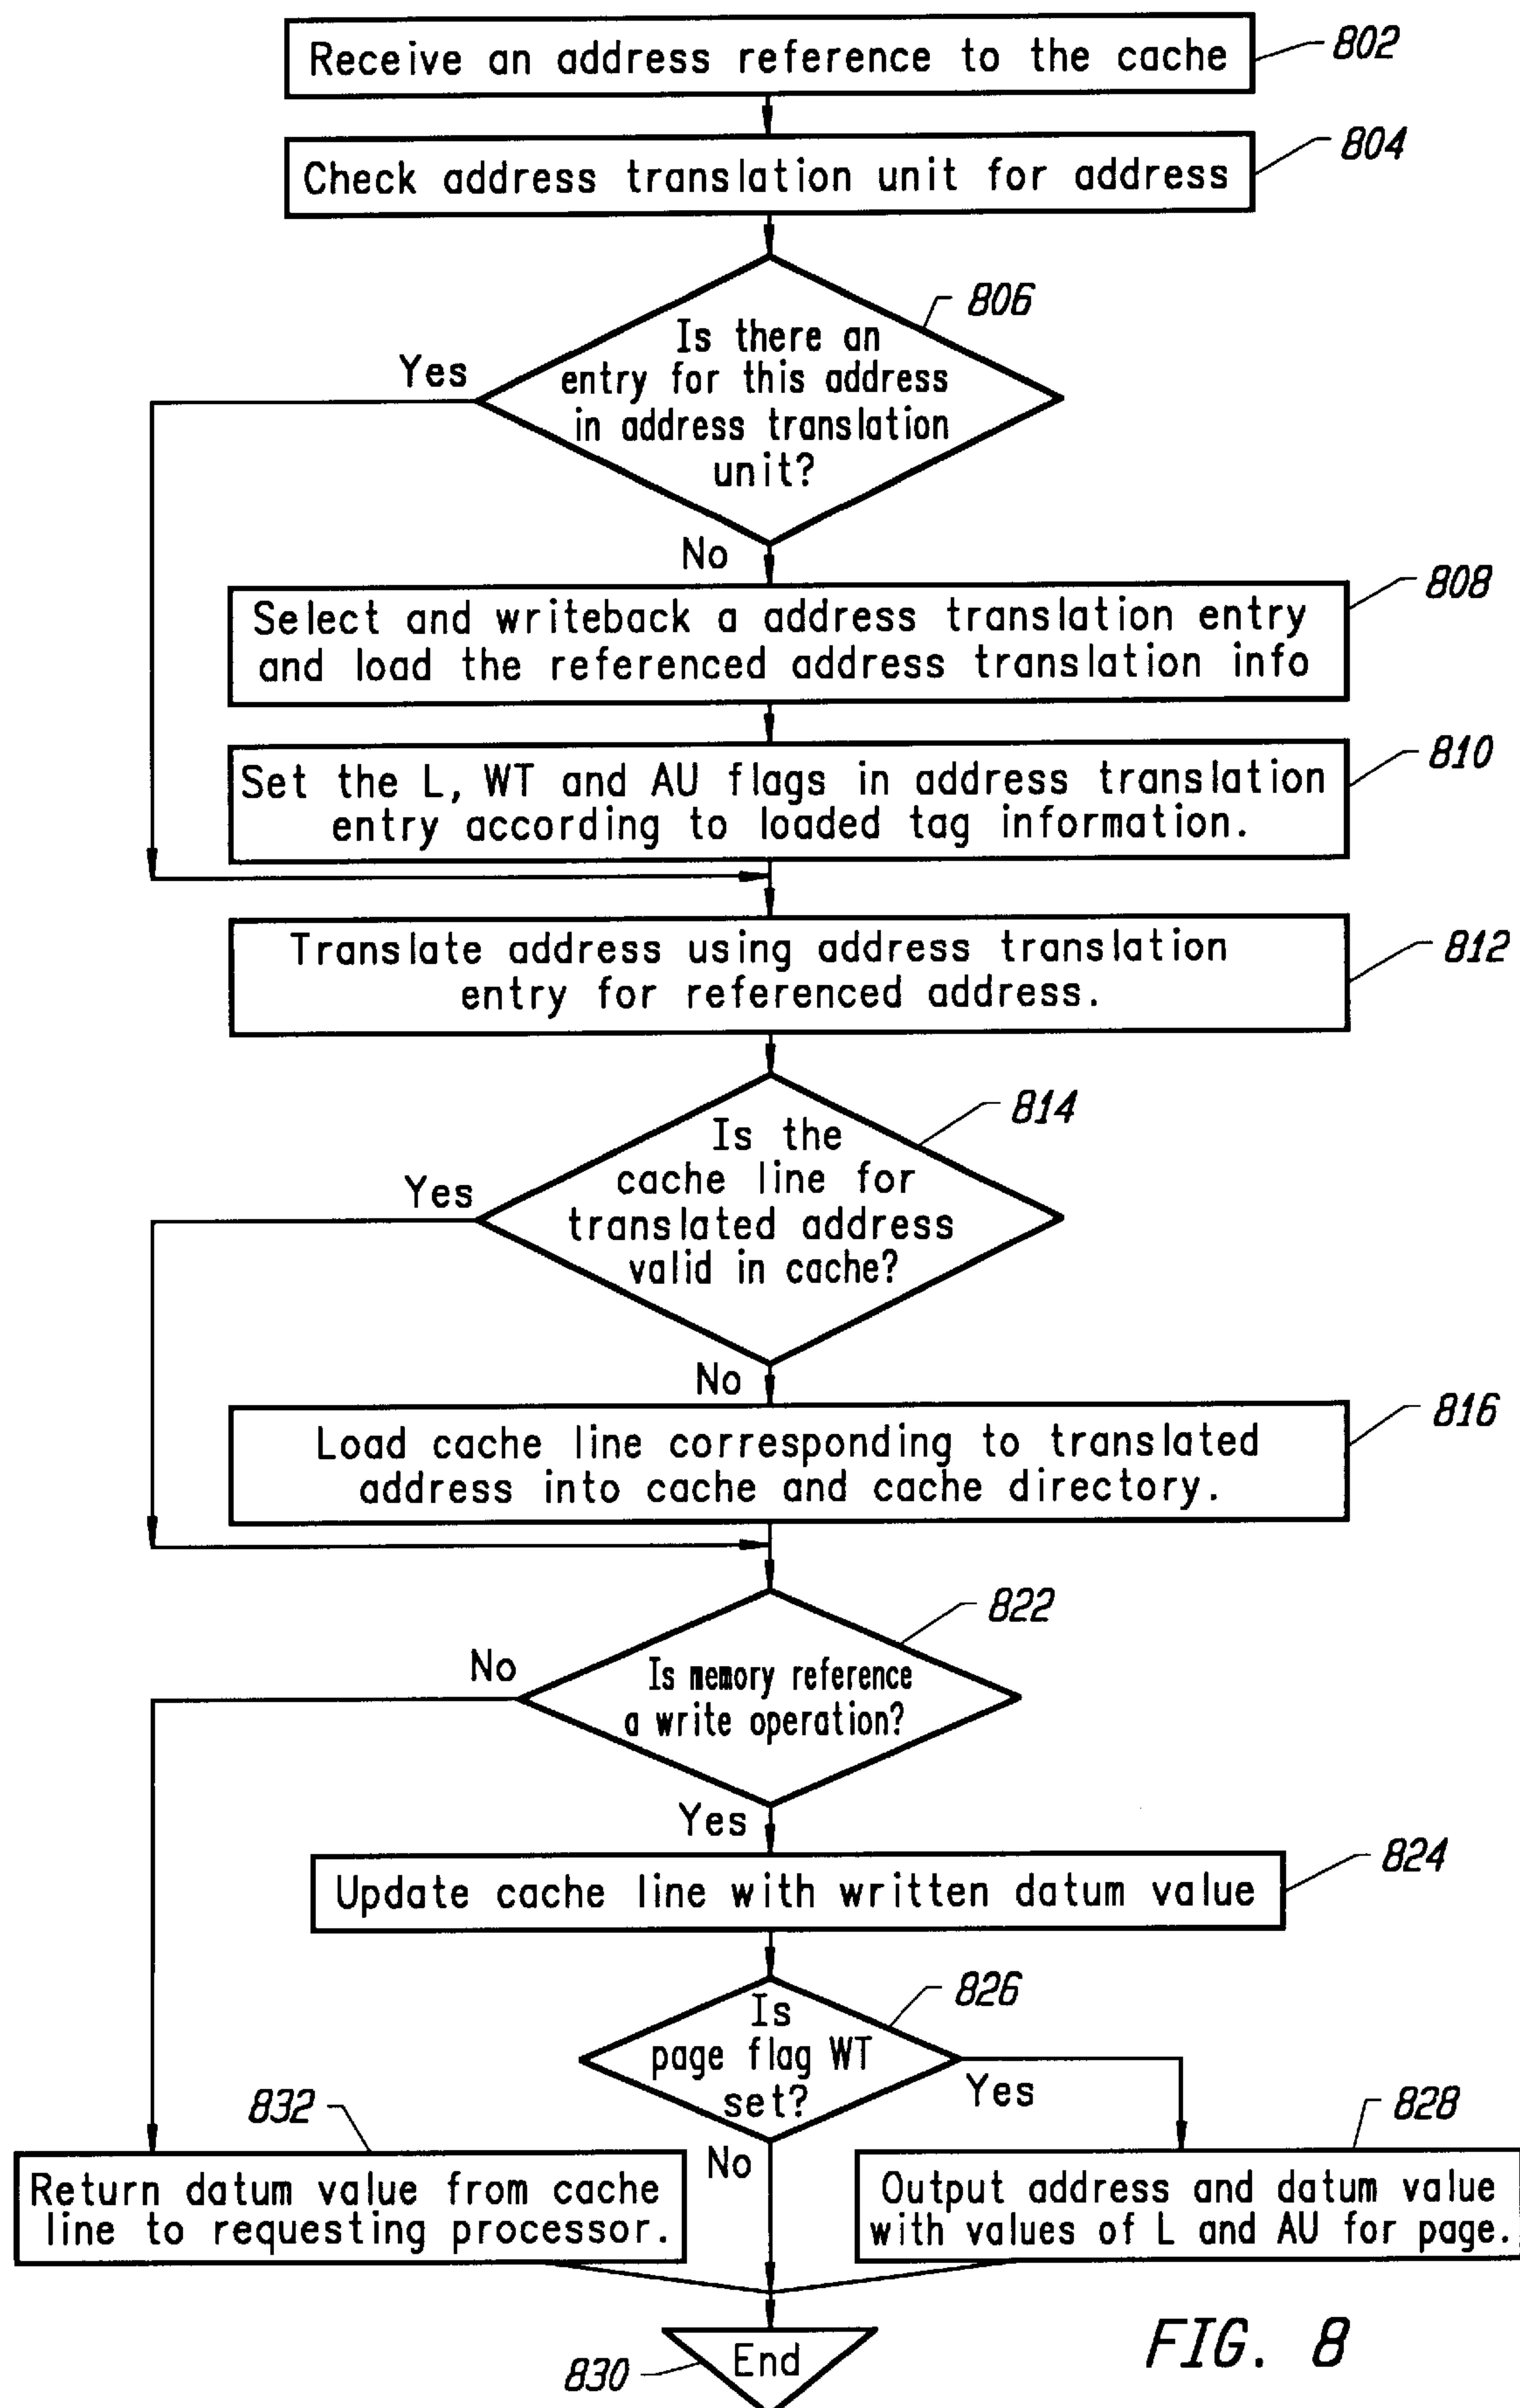 Receive an address reference to the cache
802
Check address translation unit for address
804
806
Is there an
entry for this address
in address translation
unit?
Yes
No
808
Select and writeback a address translation entry
and load the referenced address translation info
810
Set the L, WT and AU flags in address translation
entry according to loaded tag information.
812
Translate address using address translation
entry for referenced address.
814
Is the
cache line for
translated address
valid in cache?
Yes
No
816
Load cache line corresponding to translated
address into cache and cache directory.
822
Is memory reference
a write operation?
No
Yes
824
Update cache line with written datum value
826
Is
page flag WT
set?
Yes
No
832
828
Return datum value from cache
line to requesting processor.
Output address and datum value
with values of L and AU for page.
End
830
FIG. 8